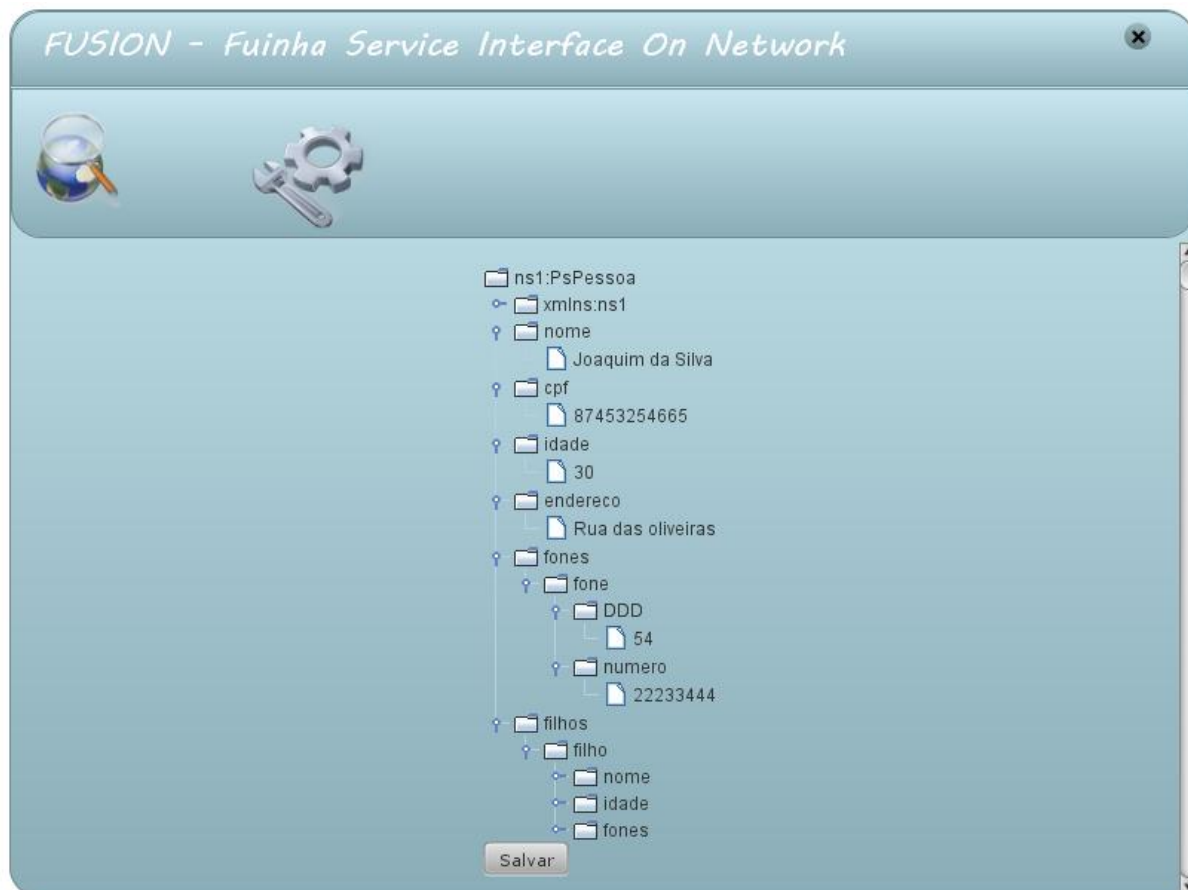 FUSION - Fuinha Service Interface On Network
ns1:PsPessoa
xmlns:ns1
nome
Joaquim da Silva
cpf
87453254665
idade
30
endereco
Rua das oliveiras
fones
fone
DDD
54
numero
22233444
filhos
filho
nome
idade
fones
Salvar